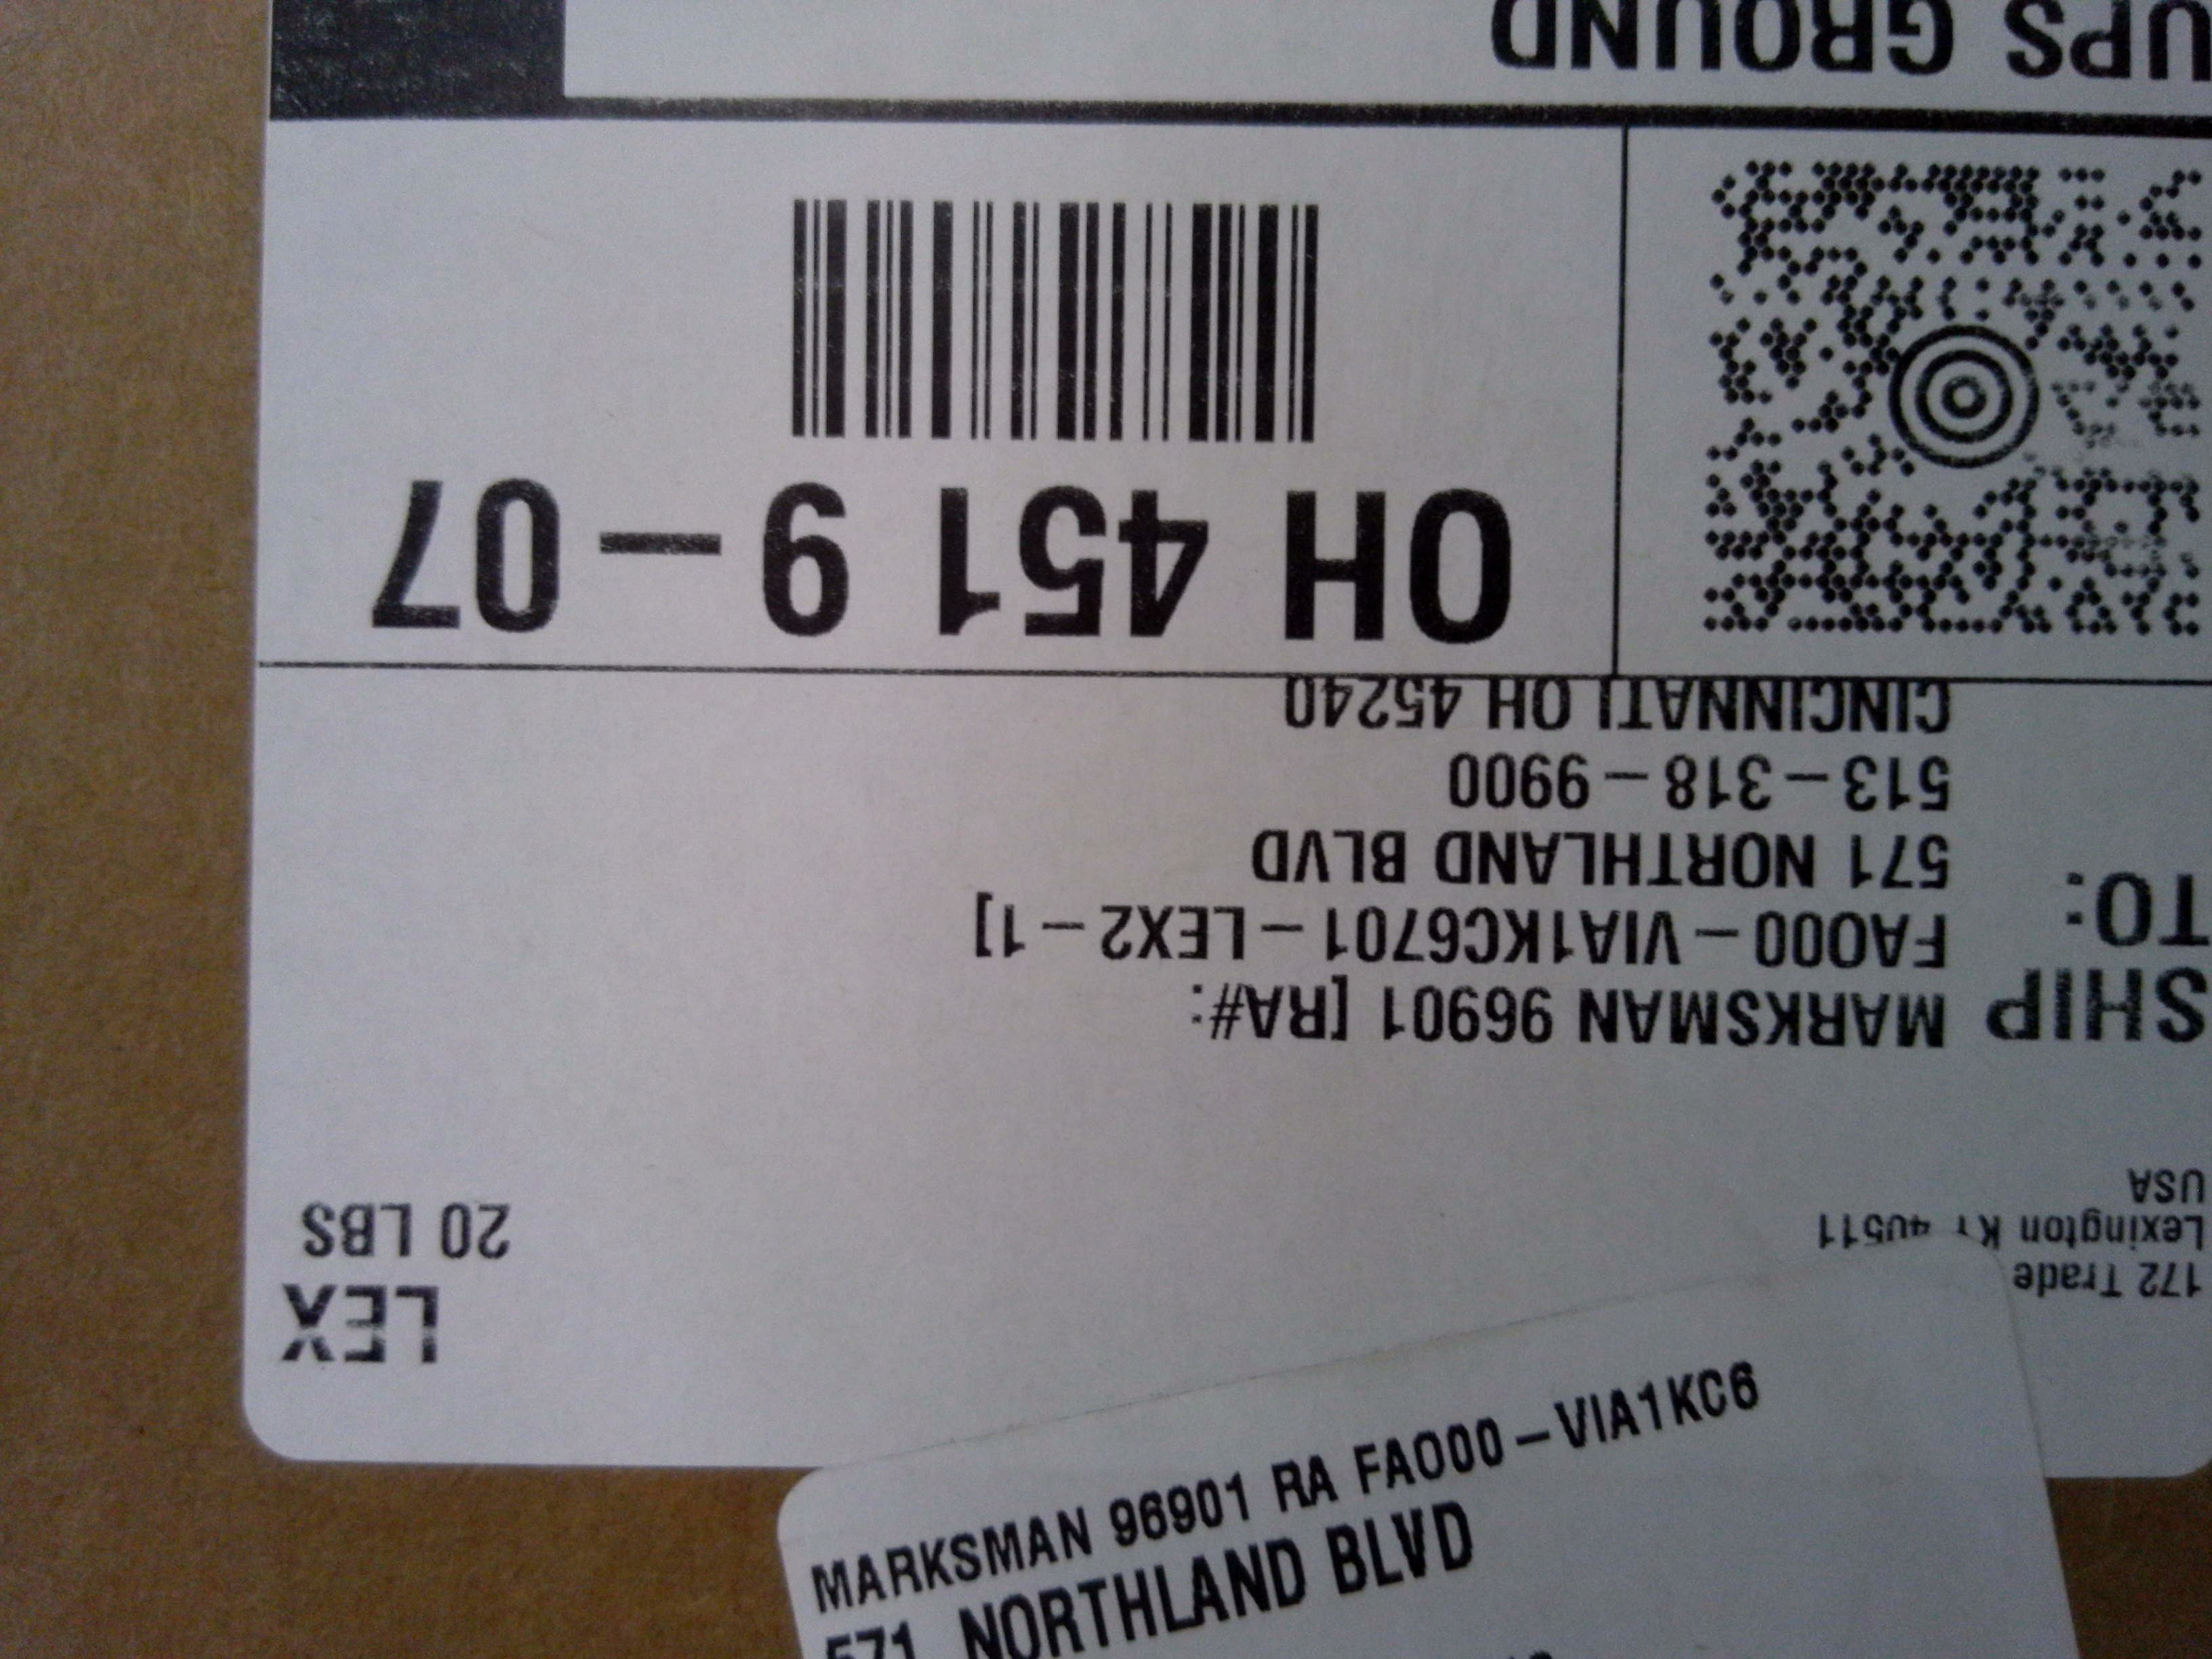 LEX
20 LBS
172 Trade
Lexington KY 40511
USA
SHIP
TO:
MARKSMAN 96901 [RA#:
FAO00-VIA1KC6701-LEX2-1]
571 NORTHLAND BLVD
513-318-9900
CINCINNATI OH 45240
OH 451 9-07
UPS GROUND
MARKSMAN 96901 RA FAO00-VIA1KC6
571 NORTHLAND BLVD